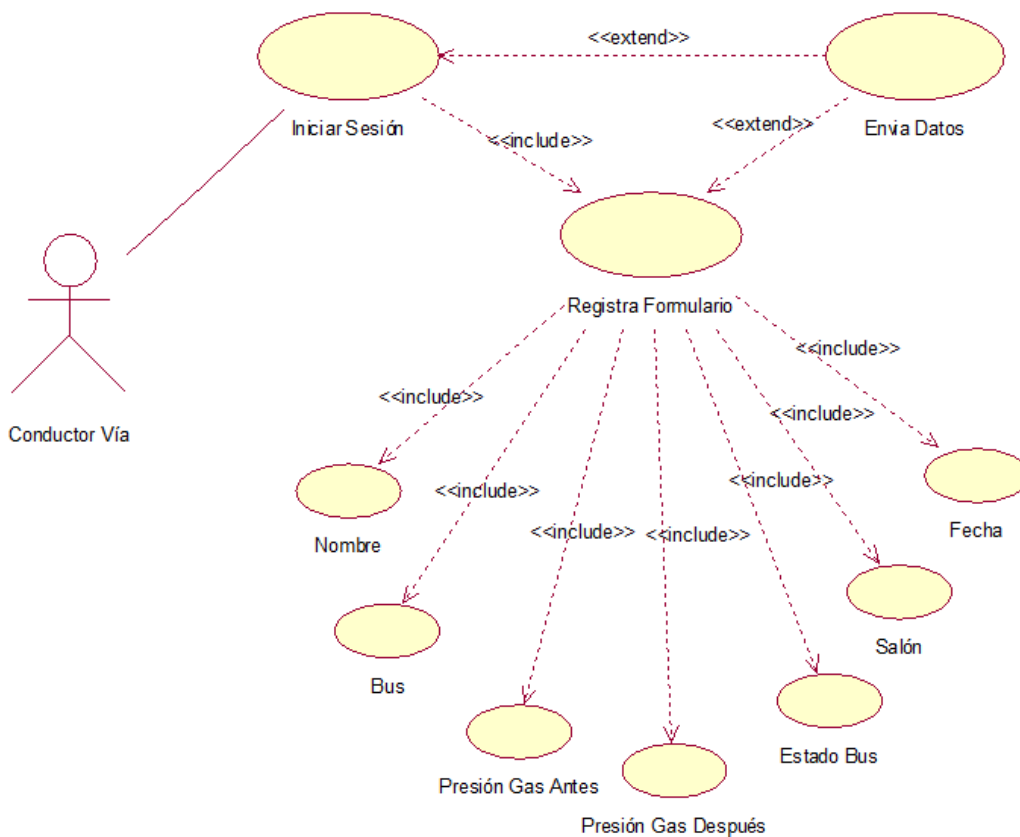 <<extend>>
Iniciar Sesión
<<include>>
<<extend>>
Envia Datos
Registra Formulario
<<include>>
<<include>>
<<include>>
Conductor Vía
<<include>>
<<include>>
<<include>>
<<include>>
Nombre
Fecha
Bus
Salón
Estado Bus
Presión Gas Antes
Presión Gas Después